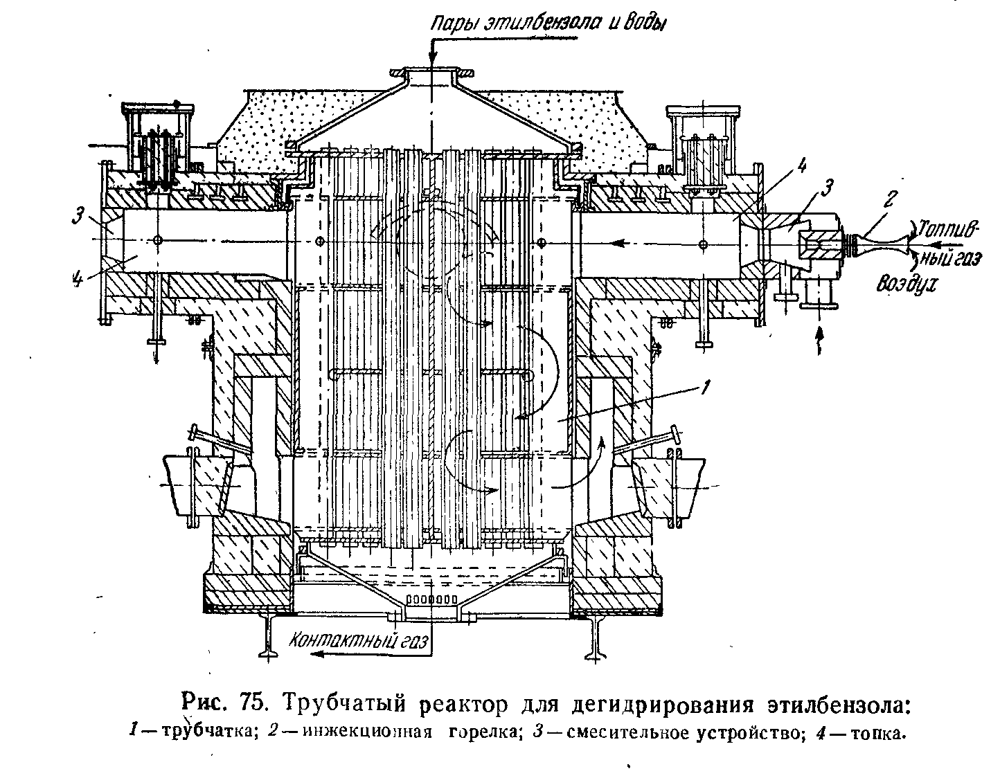 Пары этилбензола и воды
4
3
2
3
Топлив-
ный газ
Воздух
4
1
Контактный газ
Рис. 75. Трубчатый реактор для дегидрирования этилбензола:
1 — трубчатка; 2 — инжекционная горелка; 3 — смесительное устройство; 4 — топка.